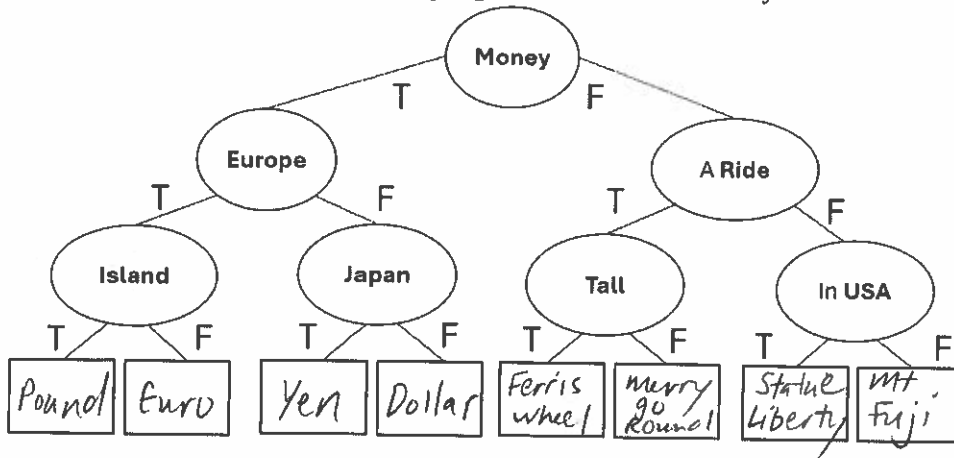 Money
T F
Europe A Ride
T F T F
Island Japan Tall In USA
T F T F T F T F
Pound Euro Yen Dollar Ferris wheel merry go Round Statue Liberty Mt Fuji